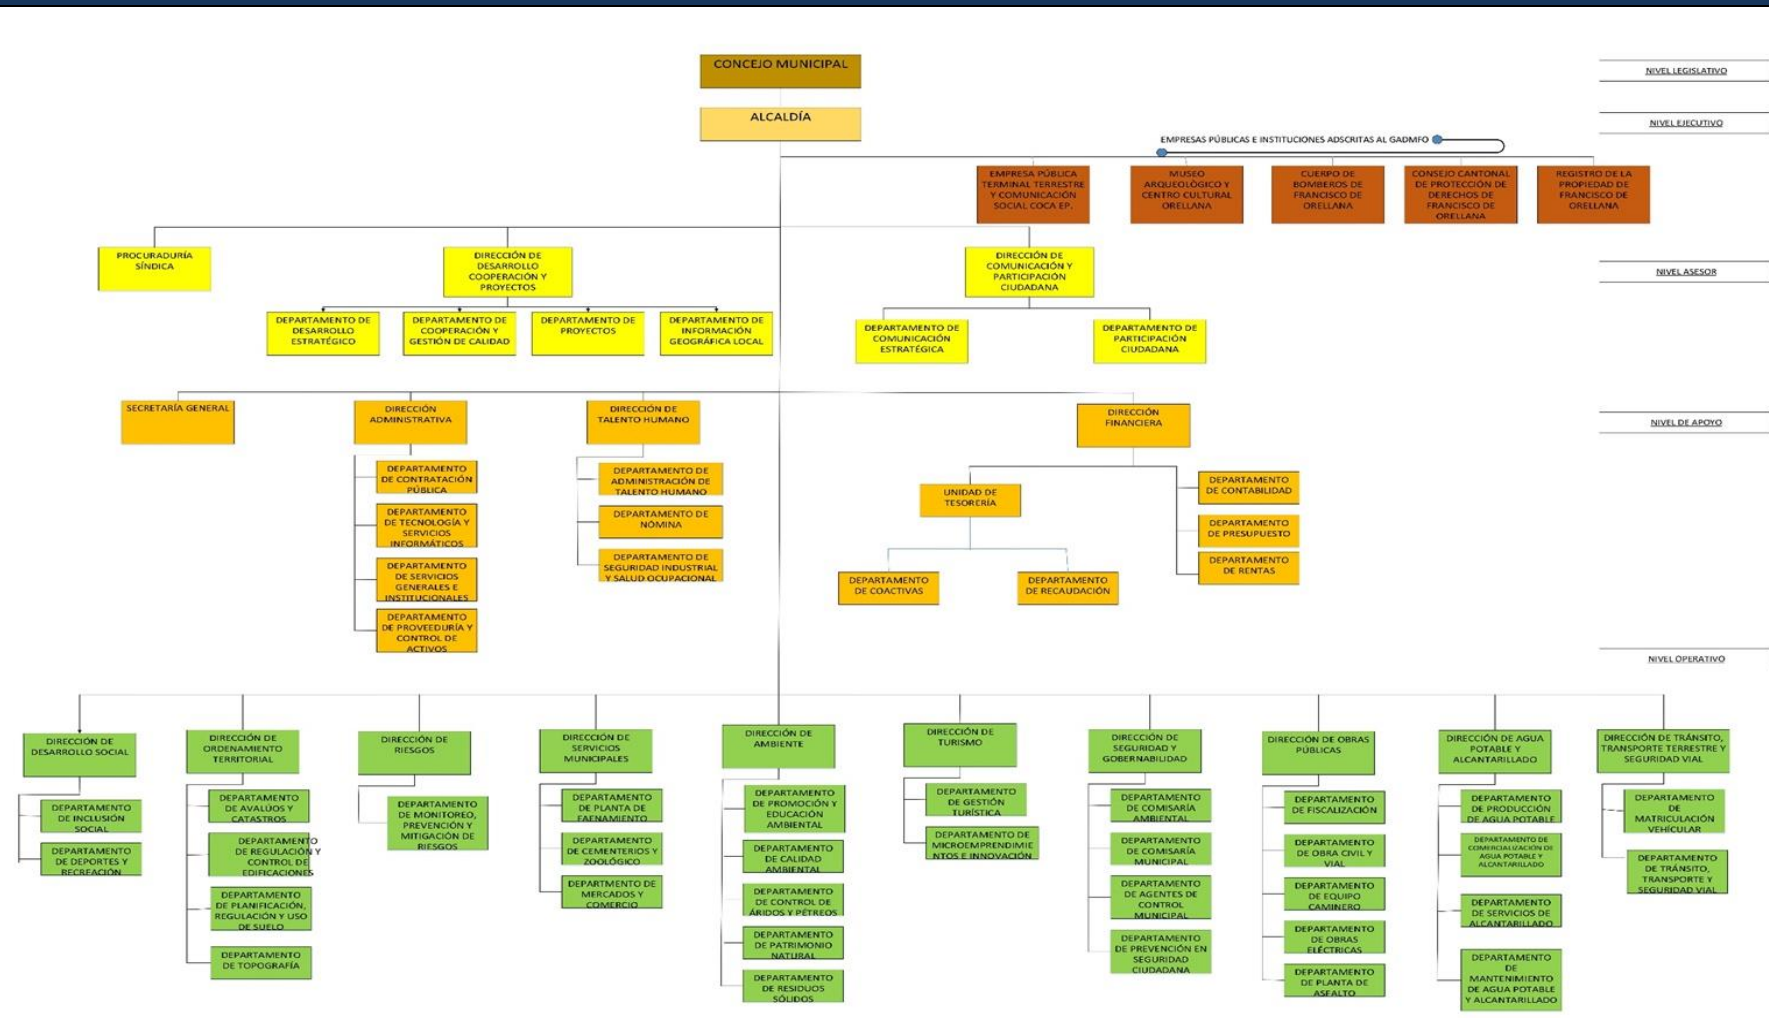 CONCEJO MUNICIPAL
NIVEL LEGISLATIVO
ALCALDÍA
NIVEL EJECUTIVO
EMPRESAS PÚBLICAS E INSTITUCIONES ADSCRITAS AL GADMFO
EMPRESA PÚBLICA
TERMINAL TERRESTRE
Y COMUNICACIÓN
SOCIAL COCA EP.
MUSEO
ARQUEOLÓGICO Y
CENTRO CULTURAL
ORELLANA
CUERPO DE
BOMBEROS DE
FRANCISCO DE
ORELLANA
CONSEJO CANTONAL
DE PROTECCIÓN DE
DERECHOS DE
FRANCISCO DE
ORELLANA
REGISTRO DE LA
PROPIEDAD DE
FRANCISCO DE
ORELLANA
PROCURADURÍA
SÍNDICA
DIRECCIÓN DE
DESARROLLO
COOPERACIÓN Y
PROYECTOS
DIRECCIÓN DE
COMUNICACIÓN Y
PARTICIPACIÓN
CIUDADANA
NIVEL ASESOR
DEPARTAMENTO DE
DESARROLLO
ESTRATÉGICO
DEPARTAMENTO DE
COOPERACIÓN Y
GESTIÓN DE CALIDAD
DEPARTAMENTO DE
PROYECTOS
DEPARTAMENTO DE
INFORMACIÓN
GEOGRÁFICA LOCAL
DEPARTAMENTO DE
COMUNICACIÓN
ESTRATÉGICA
DEPARTAMENTO DE
PARTICIPACIÓN
CIUDADANA
SECRETARÍA GENERAL
DIRECCIÓN
ADMINISTRATIVA
DIRECCIÓN DE
TALENTO HUMANO
DIRECCIÓN
FINANCIERA
NIVEL DE APOYO
DEPARTAMENTO
DE CONTRATACIÓN
PÚBLICA
DEPARTAMENTO
DE TECNOLOGÍA Y
SERVICIOS
INFORMÁTICOS
DEPARTAMENTO
DE SERVICIOS
GENERALES E
INSTITUCIONALES
DEPARTAMENTO
DE PROVEEDURÍA Y
CONTROL DE
ACTIVOS
DEPARTAMENTO DE
ADMINISTRACIÓN DE
TALENTO HUMANO
DEPARTAMENTO DE
NÓMINA
DEPARTAMENTO DE
SEGURIDAD INDUSTRIAL
Y SALUD OCUPACIONAL
UNIDAD DE
TESORERÍA
DEPARTAMENTO
DE COACTIVAS
DEPARTAMENTO
DE RECAUDACIÓN
DEPARTAMENTO
DE CONTABILIDAD
DEPARTAMENTO
DE PRESUPUESTO
DEPARTAMENTO
DE RENTAS
NIVEL OPERATIVO
DIRECCIÓN DE
DESARROLLO SOCIAL
DEPARTAMENTO
DE INCLUSIÓN
SOCIAL
DEPARTAMENTO
DE DEPORTES Y
RECREACIÓN
DIRECCIÓN DE
ORDENAMIENTO
TERRITORIAL
DEPARTAMENTO
DE AVALÚOS Y
CATASTROS
DEPARTAMENTO
DE REGULACIÓN Y
CONTROL DE
EDIFICACIONES
DEPARTAMENTO
DE PLANIFICACIÓN,
REGULACIÓN Y USO
DE SUELO
DEPARTAMENTO
DE TOPOGRAFÍA
DIRECCIÓN DE
RIESGOS
DEPARTAMENTO
DE MONITOREO,
PREVENCIÓN Y
MITIGACIÓN DE
RIESGOS
DIRECCIÓN DE
SERVICIOS
MUNICIPALES
DEPARTAMENTO
DE PLANTA DE
FAENAMIENTO
DEPARTAMENTO
DE CEMENTERIOS Y
ZOOLÓGICO
DEPARTMENTO DE
MERCADOS Y
COMERCIO
DIRECCIÓN DE
AMBIENTE
DEPARTAMENTO
DE PROMOCIÓN Y
EDUCACIÓN
AMBIENTAL
DEPARTAMENTO
DE CALIDAD
AMBIENTAL
DEPARTAMENTO
DE CONTROL DE
ÁRIDOS Y PÉTREOS
DEPARTAMENTO
DE PATRIMONIO
NATURAL
DEPARTAMENTO
DE RESIDUOS
SÓLIDOS
DIRECCIÓN DE
TURISMO
DEPARTAMENTO
DE GESTIÓN
TURÍSTICA
DEPARTAMENTO DE
MICROEMPRENDIMIE
NTOS E INNOVACIÓN
DIRECCIÓN DE
SEGURIDAD Y
GOBERNABILIDAD
DEPARTAMENTO
DE COMISARÍA
AMBIENTAL
DEPARTAMENTO
DE COMISARÍA
MUNICIPAL
DEPARTAMENTO
DE AGENTES DE
CONTROL
MUNICIPAL
DEPARTAMENTO
DE PREVENCIÓN EN
SEGURIDAD
CIUDADANA
DIRECCIÓN DE OBRAS
PÚBLICAS
DEPARTAMENTO
DE FISCALIZACIÓN
DEPARTAMENTO
DE OBRA CIVIL Y
VIAL
DEPARTAMENTO
DE EQUIPO
CAMINERO
DEPARTAMENTO
DE OBRAS
ELÉCTRICAS
DEPARTAMENTO
DE PLANTA DE
ASFALTO
DIRECCIÓN DE AGUA
POTABLE Y
ALCANTARILLADO
DEPARTAMENTO
DE PRODUCCIÓN
DE AGUA POTABLE
DEPARTAMENTO DE
COMERCIALIZACIÓN DE
AGUA POTABLE Y
ALCANTARILLADO
DEPARTAMENTO
DE SERVICIOS DE
ALCANTARILLADO
DEPARTAMENTO
DE
MANTENIMIENTO
DE AGUA POTABLE
Y ALCANTARILLADO
DIRECCIÓN DE TRÁNSITO,
TRANSPORTE TERRESTRE Y
SEGURIDAD VIAL
DEPARTAMENTO
DE
MATRICULACIÓN
VEHÍCULAR
DEPARTAMENTO
DE TRÁNSITO,
TRANSPORTE Y
SEGURIDAD VIAL